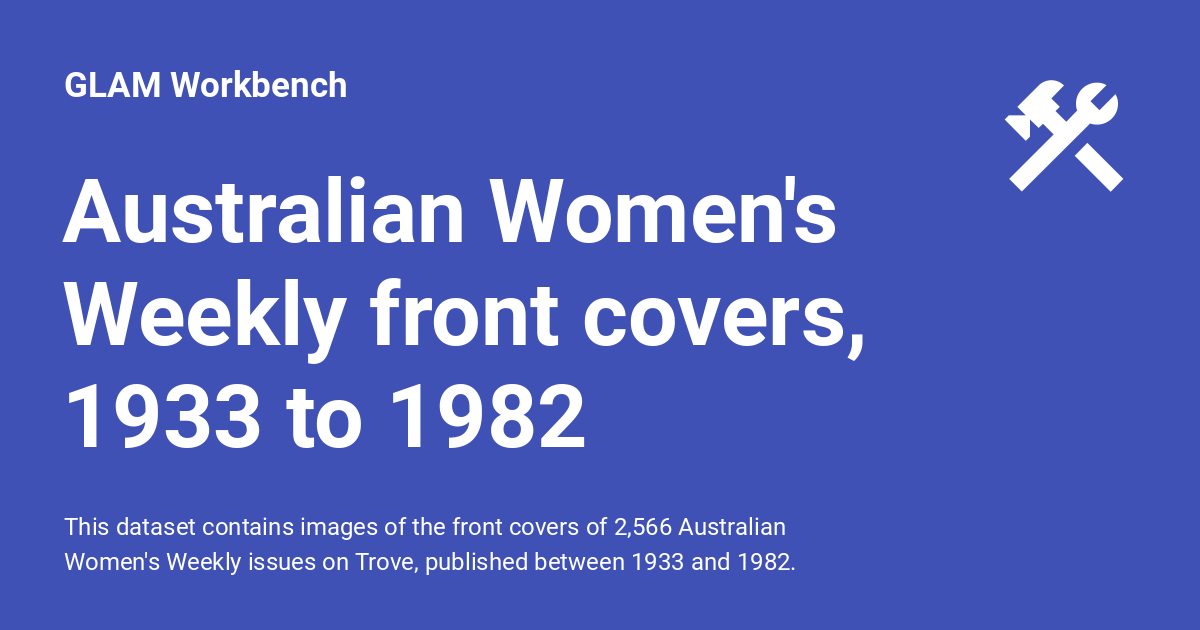 GLAM Workbench
Australian Women's
Weekly front covers,
1933 to 1982
This dataset contains images of the front covers of 2,566 Australian
Women's Weekly issues on Trove, published between 1933 and 1982.